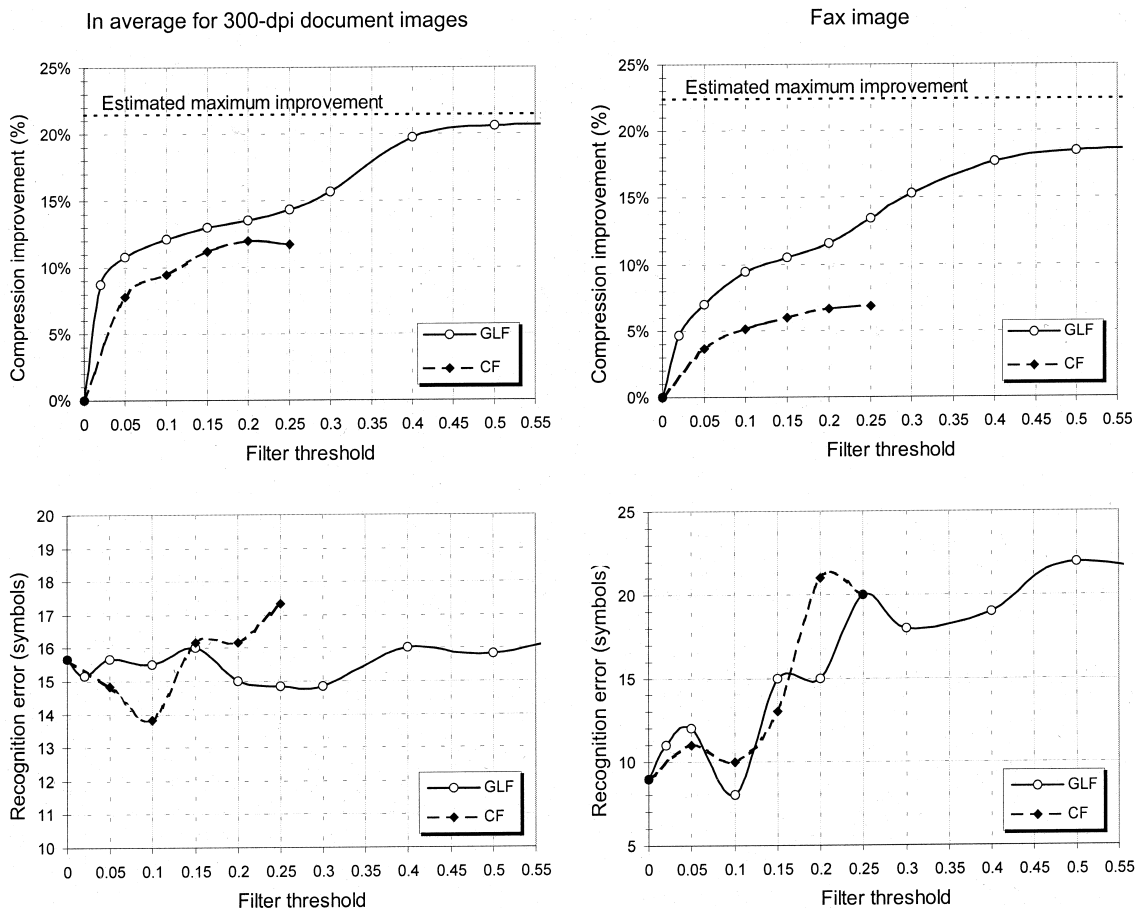 In average for 300-dpi document images
Fax image
25%
20%
15%
10%
5%
0%
Compression improvement (%)
Estimated maximum improvement
GLF
CF
0 0.05 0.1 0.15 0.2 0.25 0.3 0.35 0.4 0.45 0.5 0.55
Filter threshold
25%
20%
15%
10%
5%
0%
Compression improvement (%)
Estimated maximum improvement
GLF
CF
0 0.05 0.1 0.15 0.2 0.25 0.3 0.35 0.4 0.45 0.5 0.55
Filter threshold
20
19
18
17
16
15
14
13
12
11
10
Recognition error (symbols)
GLF
CF
0 0.05 0.1 0.15 0.2 0.25 0.3 0.35 0.4 0.45 0.5 0.55
Filter threshold
25
20
15
10
5
Recognition error (symbols)
GLF
CF
0 0.05 0.1 0.15 0.2 0.25 0.3 0.35 0.4 0.45 0.5 0.55
Filter threshold